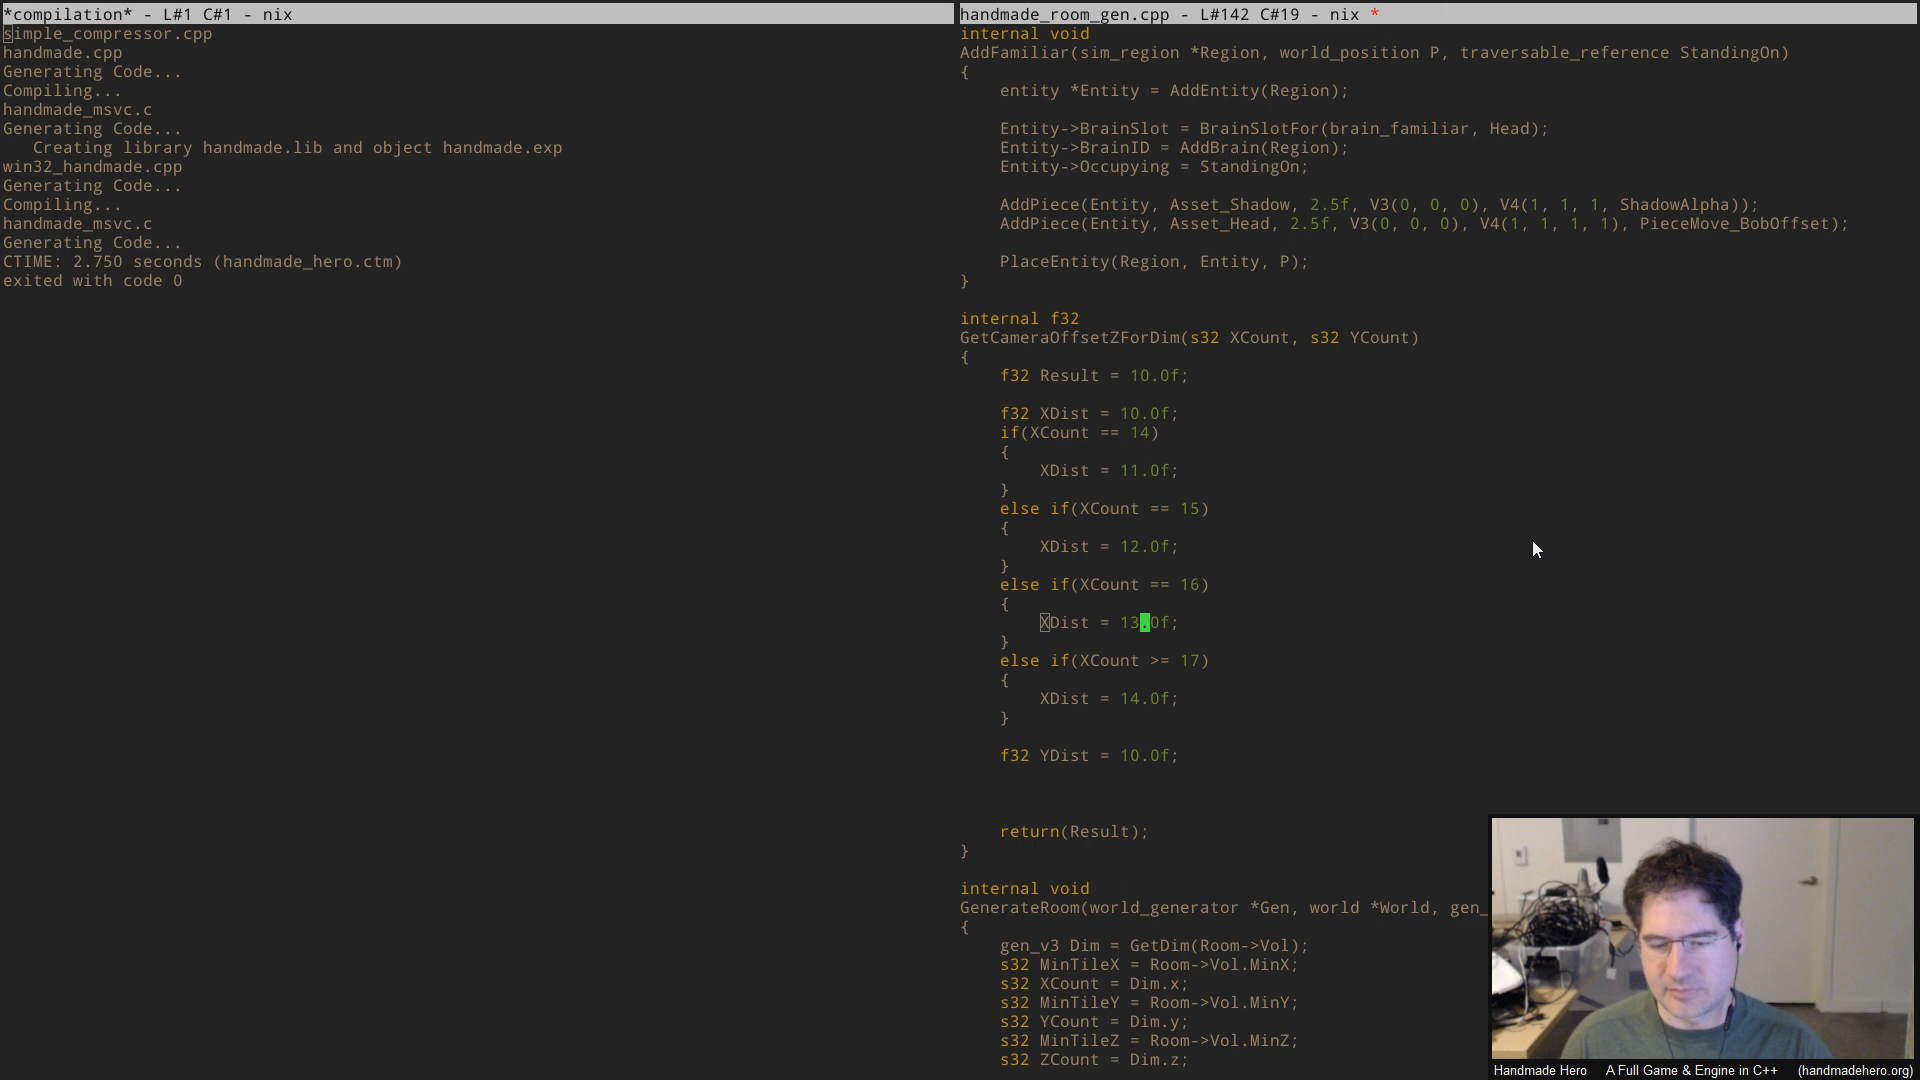 *compilation* - L#1 C#1 - nix
simple_compressor.cpp
handmade.cpp
Generating Code...
Compiling...
handmade_msvc.c
Generating Code...
   Creating library handmade.lib and object handmade.exp
win32_handmade.cpp
Generating Code...
Compiling...
handmade_msvc.c
Generating Code...
CTIME: 2.750 seconds (handmade_hero.ctm)
exited with code 0
handmade_room_gen.cpp - L#142 C#19 - nix *
internal void
AddFamiliar(sim_region *Region, world_position P, traversable_reference StandingOn)
{
    entity *Entity = AddEntity(Region);
    Entity->BrainSlot = BrainSlotFor(brain_familiar, Head);
    Entity->BrainID = AddBrain(Region);
    Entity->Occupying = StandingOn;
    AddPiece(Entity, Asset_Shadow, 2.5f, V3(0, 0, 0), V4(1, 1, 1, ShadowAlpha));
    AddPiece(Entity, Asset_Head, 2.5f, V3(0, 0, 0), V4(1, 1, 1, 1), PieceMove_BobOffset);
    PlaceEntity(Region, Entity, P);
}
internal f32
GetCameraOffsetZForDim(s32 XCount, s32 YCount)
{
    f32 Result = 10.0f;
    f32 XDist = 10.0f;
    if(XCount == 14)
    {
        XDist = 11.0f;
    }
    else if(XCount == 15)
    {
        XDist = 12.0f;
    }
    else if(XCount == 16)
    {
        XDist = 13.0f;
    }
    else if(XCount >= 17)
    {
        XDist = 14.0f;
    }
    f32 YDist = 10.0f;
    return(Result);
}
internal void
GenerateRoom(world_generator *Gen, world *World, gen_
{
    gen_v3 Dim = GetDim(Room->Vol);
    s32 MinTileX = Room->Vol.MinX;
    s32 XCount = Dim.x;
    s32 MinTileY = Room->Vol.MinY;
    s32 YCount = Dim.y;
    s32 MinTileZ = Room->Vol.MinZ;
    s32 ZCount = Dim.z;
Handmade Hero    A Full Game & Engine in C++    (handmadehero.org)